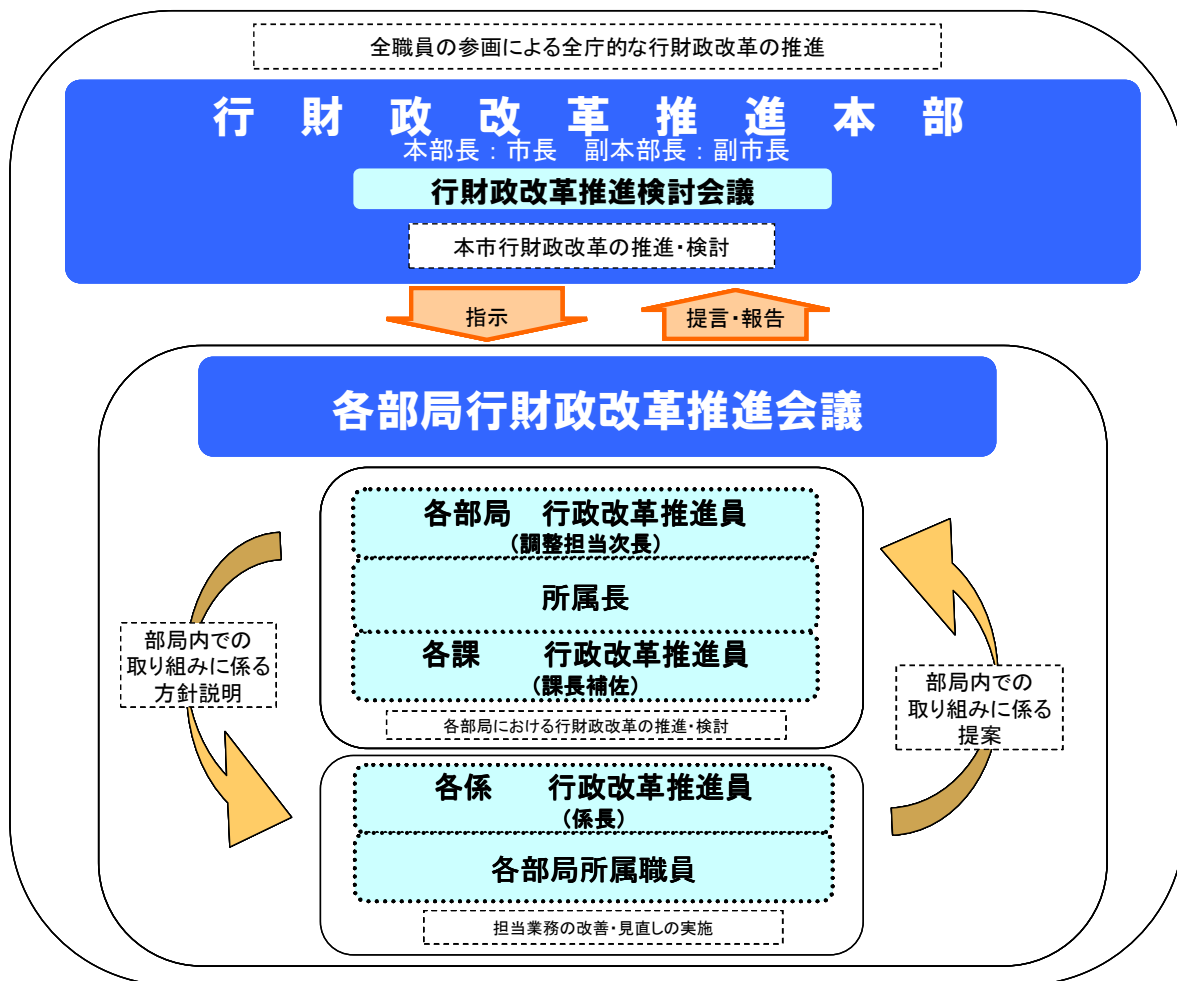 全職員の参画による全庁的な行財政改革の推進
行財政改革推進本部
本部長：市長　副本部長：副市長
行財政改革推進検討会議
本市行財政改革の推進・検討
指示
提言・報告
各部局行財政改革推進会議
各部局　行政改革推進員
(調整担当次長)
所属長
各課　　行政改革推進員
(課長補佐)
各部局における行財政改革の推進・検討
部局内での
取り組みに係る
方針説明
部局内での
取り組みに係る
提案
各係　　行政改革推進員
(係長)
各部局所属職員
担当業務の改善・見直しの実施